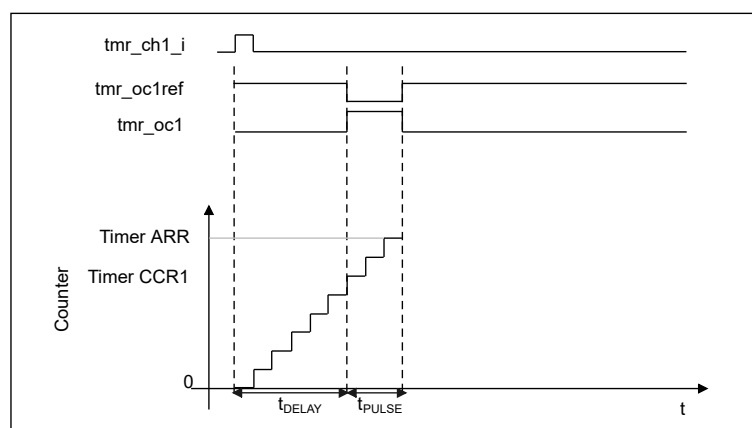 tmr_ch1_i
tmr_oc1ref
tmr_oc1
Timer ARR
Timer CCR1
Counter
0
tDELAY
tPULSE
t